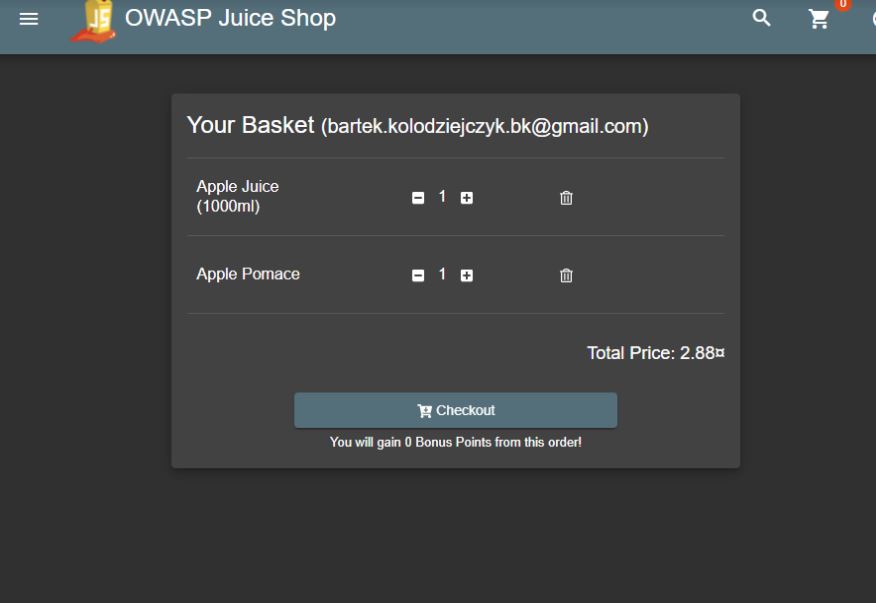 OWASP Juice Shop
0
Your Basket (bartek.kolodziejczyk.bk@gmail.com)
Apple Juice
(1000ml)
1
Apple Pomace
1
Total Price: 2.88¤
Checkout
You will gain 0 Bonus Points from this order!